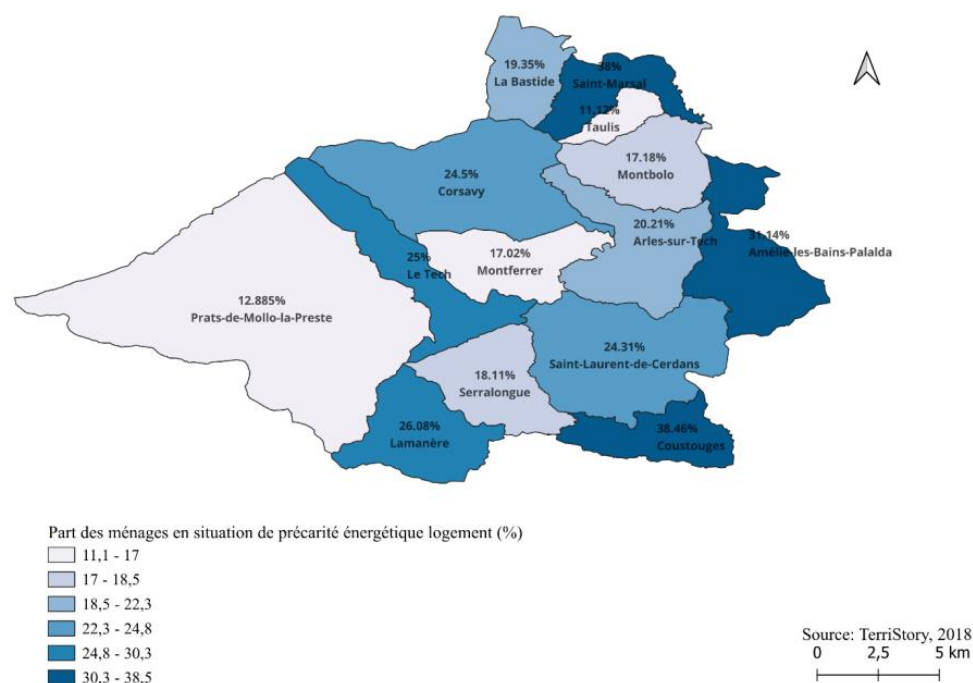 19.35%
La Bastide
38%
Saint-Marsal
11,12%
Taulis
17.18%
Montbolo
24.5%
Corsavy
20.21%
Arles-sur-Tech
31.14%
Amélie-les-Bains-Palalda
17.02%
Montferrer
25%
Le Tech
12.885%
Prats-de-Mollo-la-Preste
24.31%
Saint-Laurent-de-Cerdans
18.11%
Serralongue
26.08%
Lamanère
38.46%
Coustouges
Part des ménages en situation de précarité énergétique logement (%)
11,1 - 17
17 - 18,5
18,5 - 22,3
22,3 - 24,8
24,8 - 30,3
30,3 - 38,5
Source: TerriStory, 2018
0 2,5 5 km